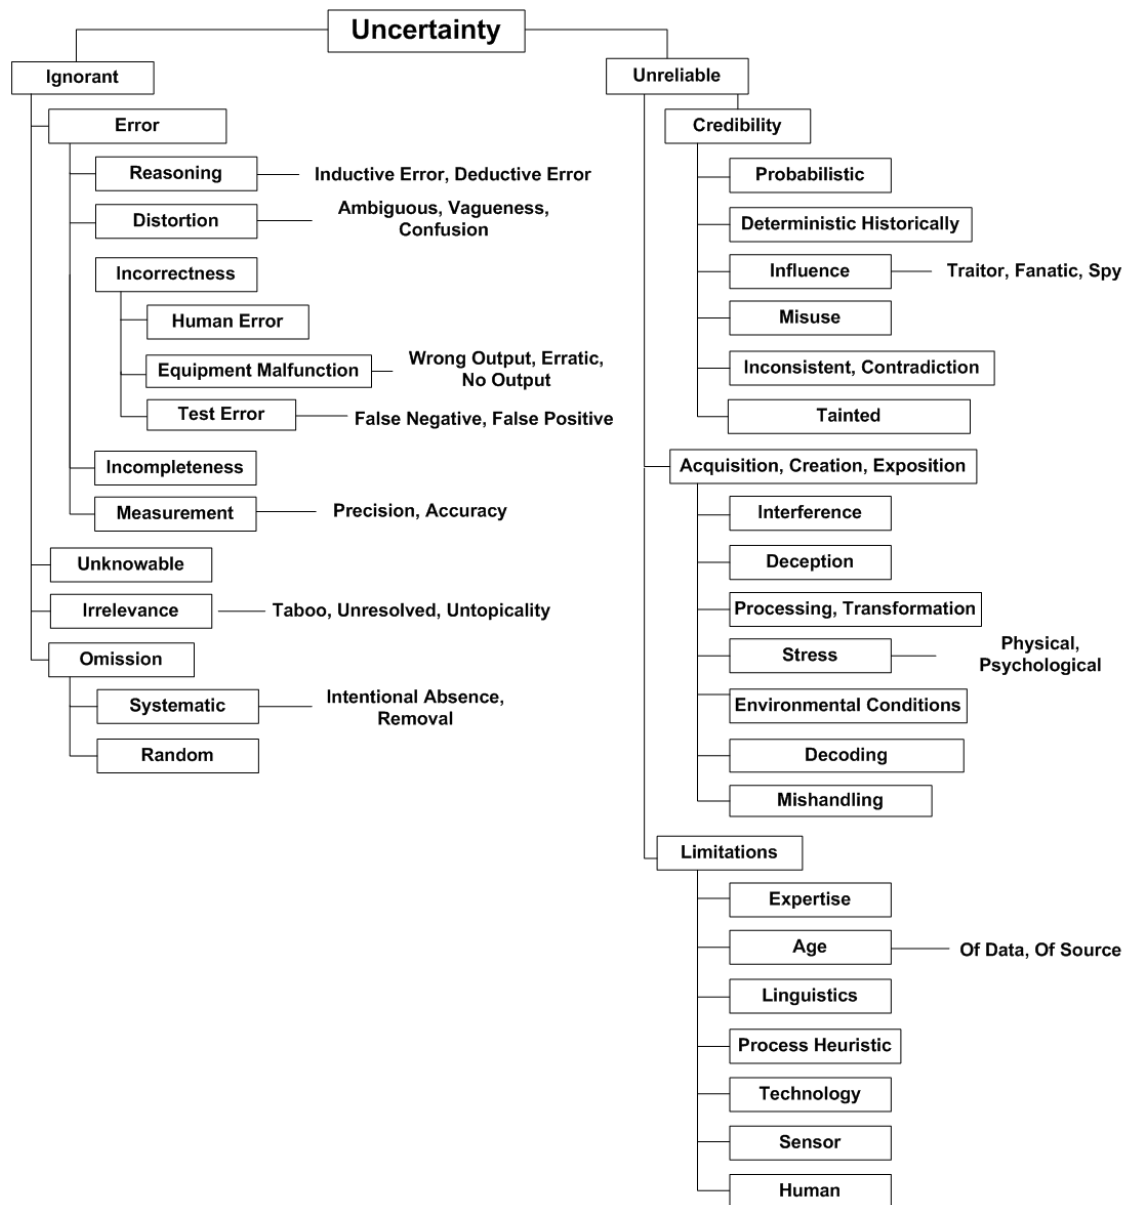 Uncertainty
Ignorant
Error
Reasoning
Inductive Error, Deductive Error
Distortion
Ambiguous, Vagueness,
Confusion
Incorrectness
Human Error
Equipment Malfunction
Wrong Output, Erratic,
No Output
Test Error
False Negative, False Positive
Incompleteness
Measurement
Precision, Accuracy
Unknowable
Irrelevance
Taboo, Unresolved, Untopicality
Omission
Systematic
Intentional Absence,
Removal
Random
Unreliable
Credibility
Probabilistic
Deterministic Historically
Influence
Traitor, Fanatic, Spy
Misuse
Inconsistent, Contradiction
Tainted
Acquisition, Creation, Exposition
Interference
Deception
Processing, Transformation
Stress
Physical,
Psychological
Environmental Conditions
Decoding
Mishandling
Limitations
Expertise
Age
Of Data, Of Source
Linguistics
Process Heuristic
Technology
Sensor
Human